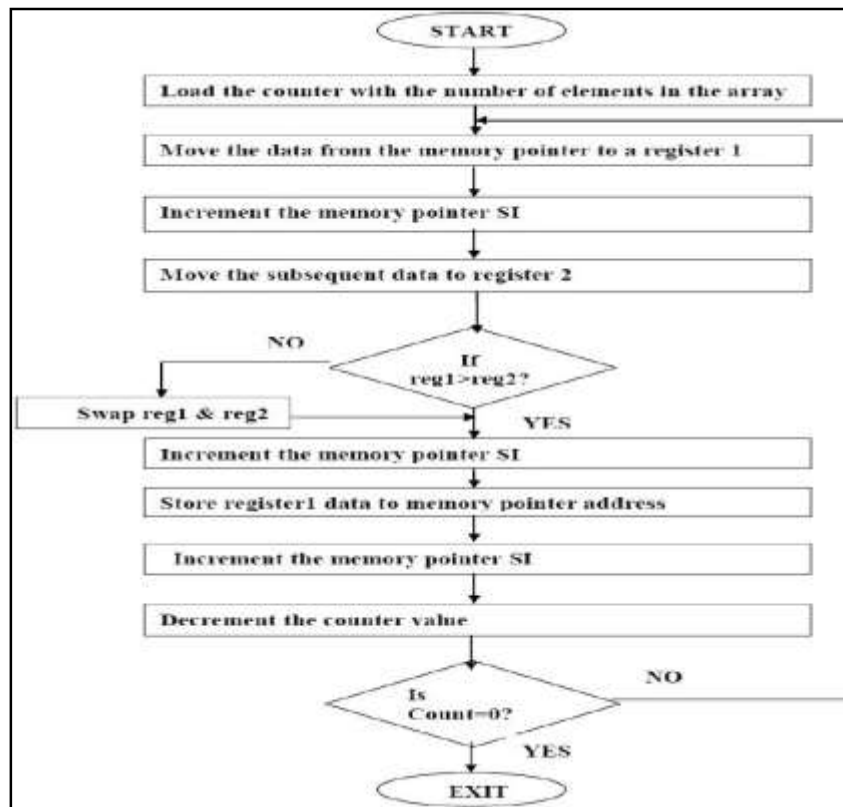 START
Load the counter with the number of elements in the array
Move the data from the memory pointer to a register 1
Increment the memory pointer SI
Move the subsequent data to register 2
NO
If
reg1>reg2?
Swap reg1 & reg2
YES
Increment the memory pointer SI
Store register1 data to memory pointer address
Increment the memory pointer SI
Decrement the counter value
Is
Count=0?
NO
YES
EXIT